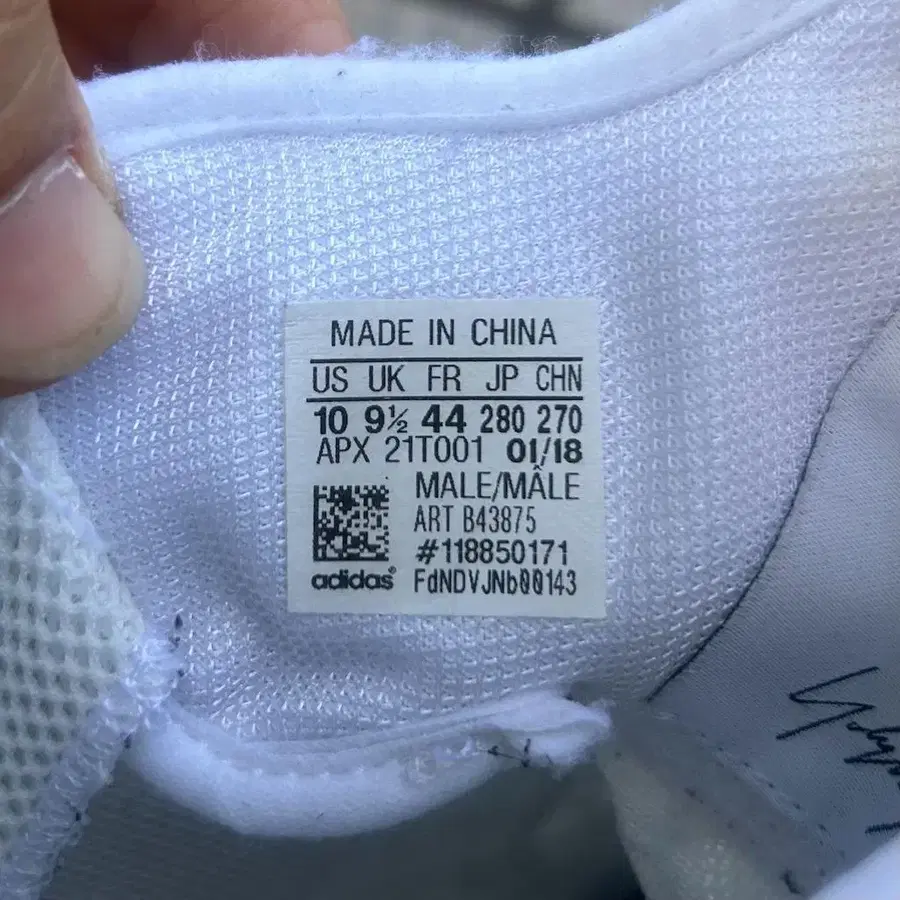 MADE IN CHINA
US UK FR JP CHN
10 9½ 44 280 270
APX 21T001 01/18
MALE/MÂLE
ART B43875
#118850171
adidas® FdNDVJNb00143